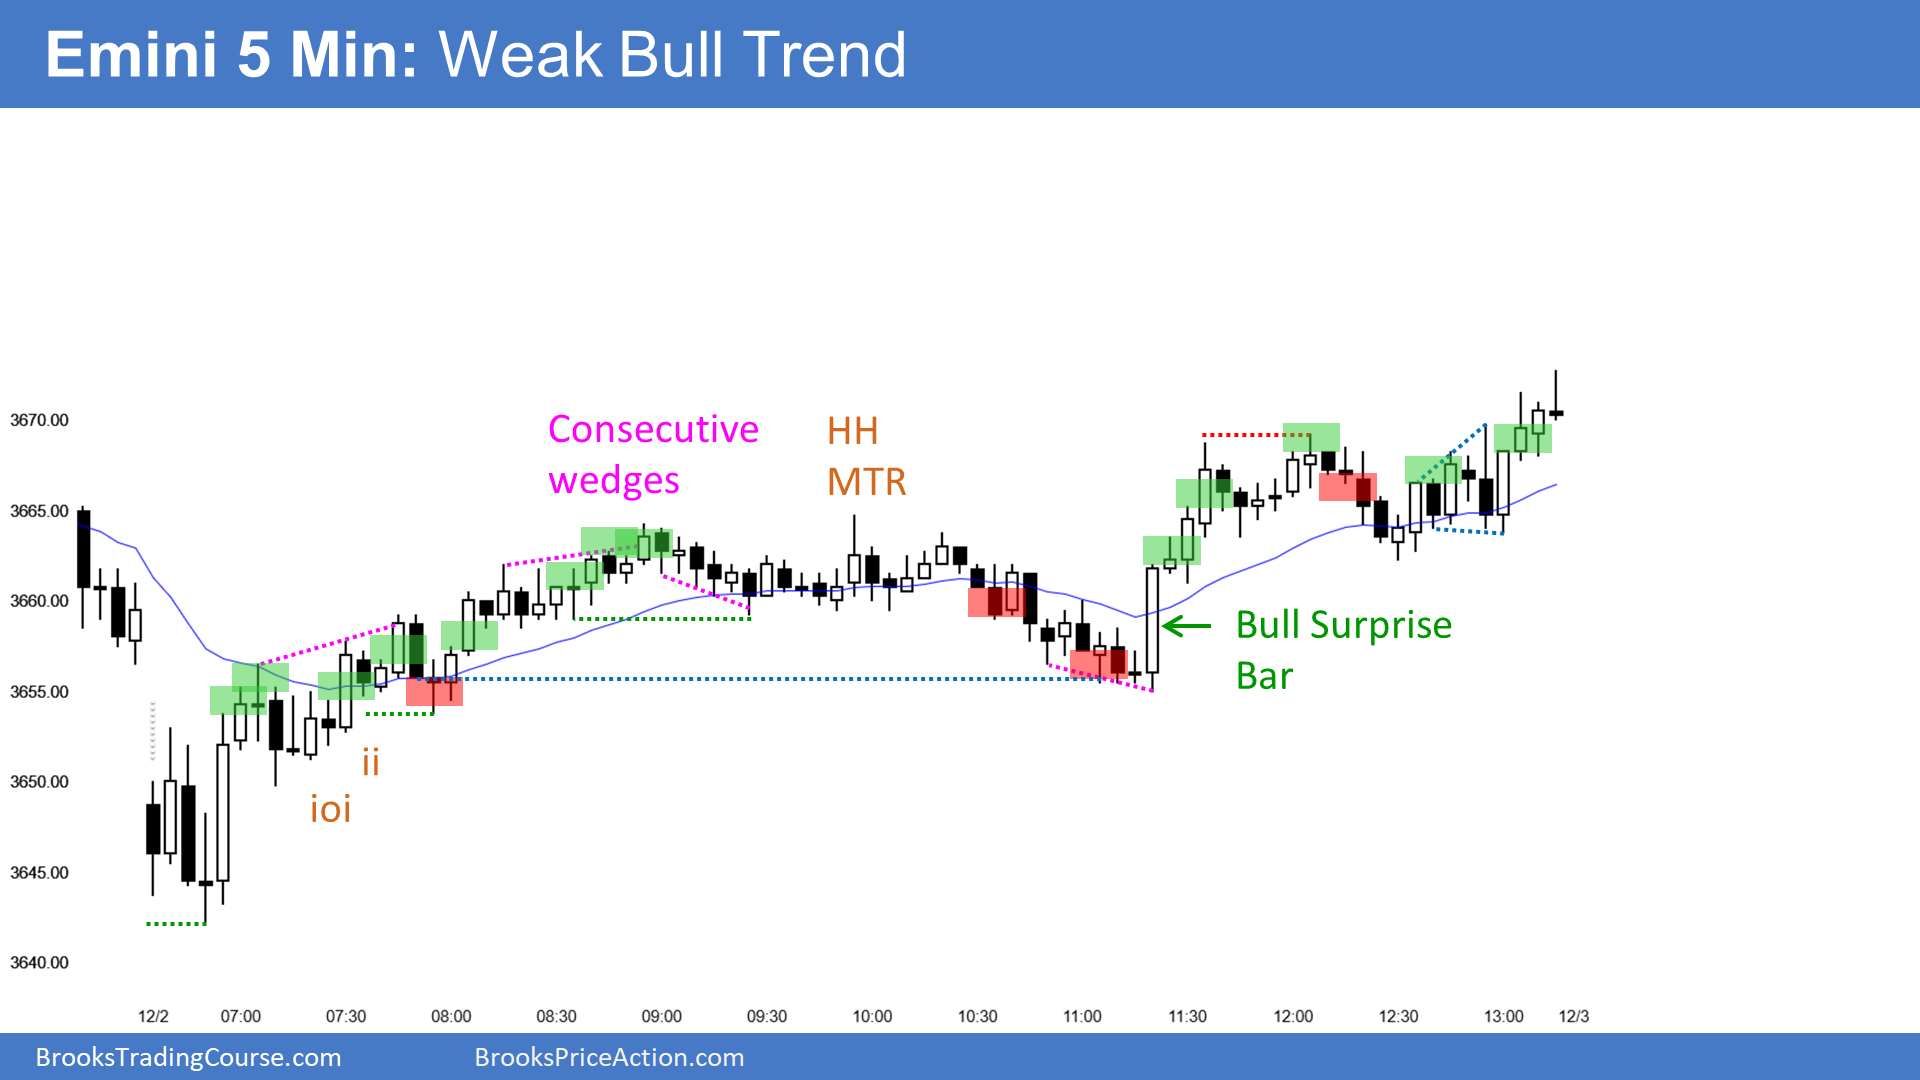 Emini 5 Min: Weak Bull Trend
Consecutive
wedges
HH
MTR
Bull Surprise
Bar
ii
ioi
3670.00
3665.00
3660.00
3655.00
3650.00
3645.00
3640.00
12/2 07:00 07:30 08:00 08:30 09:00 09:30 10:00 10:30 11:00 11:30 12:00 12:30 13:00 12/3
BrooksTradingCourse.com BrooksPriceAction.com